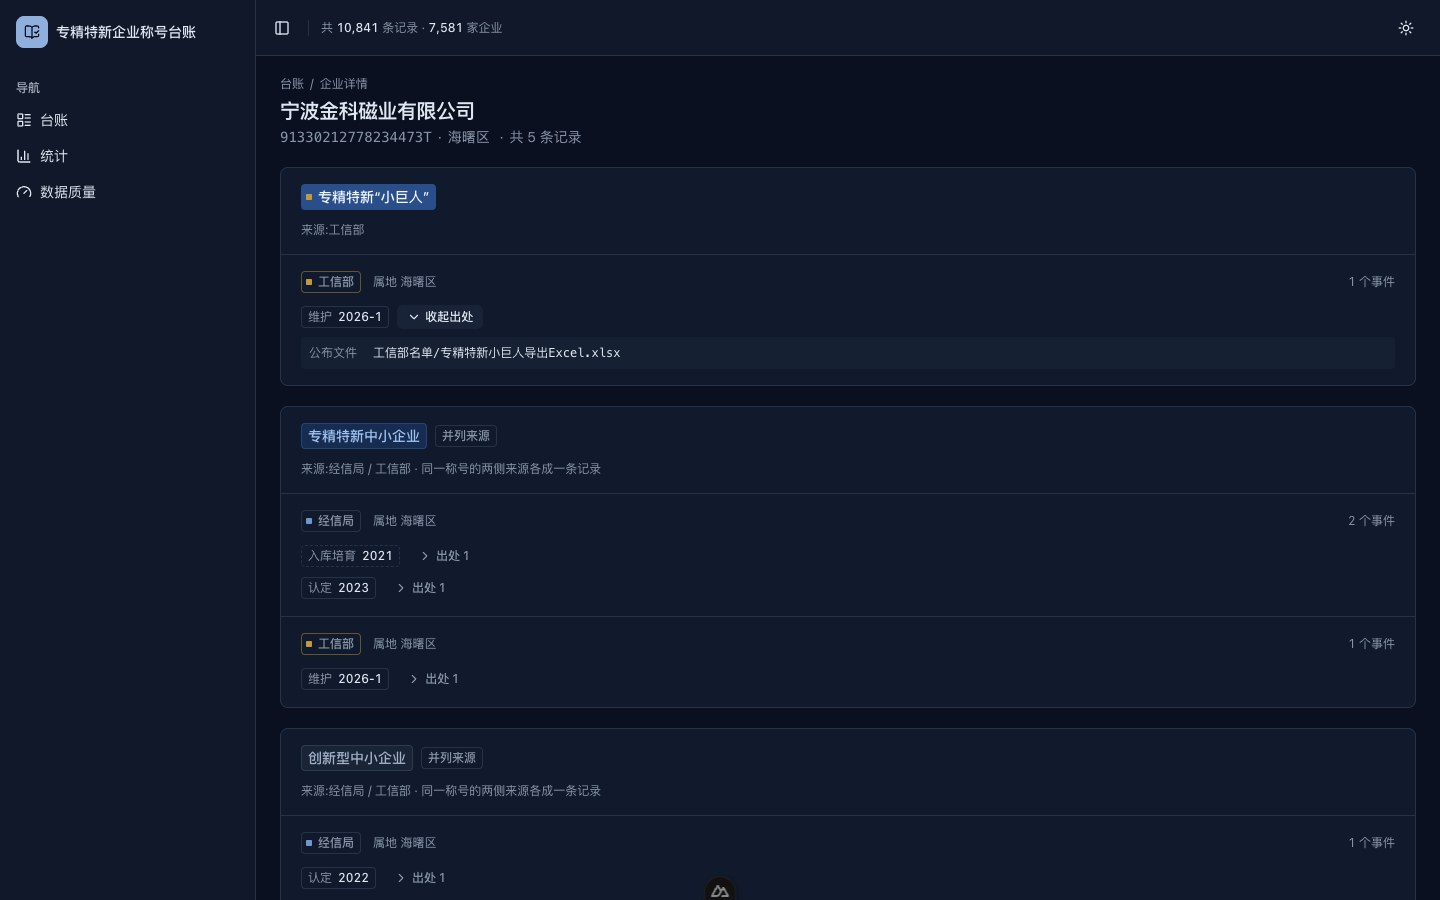 专精特新企业称号台账
共 10,841 条记录 · 7,581 家企业
导航
台账
统计
数据质量
台账 / 企业详情
宁波金科磁业有限公司
91330212778234473T · 海曙区 · 共 5 条记录
专精特新“小巨人”
来源:工信部
工信部 属地 海曙区 1 个事件
维护 2026-1 收起出处
公布文件 工信部名单/专精特新小巨人导出Excel.xlsx
专精特新中小企业 并列来源
来源:经信局 / 工信部 · 同一称号的两侧来源各成一条记录
经信局 属地 海曙区 2 个事件
入库培育 2021 出处 1
认定 2023 出处 1
工信部 属地 海曙区 1 个事件
维护 2026-1 出处 1
创新型中小企业 并列来源
来源:经信局 / 工信部 · 同一称号的两侧来源各成一条记录
经信局 属地 海曙区 1 个事件
认定 2022 出处 1